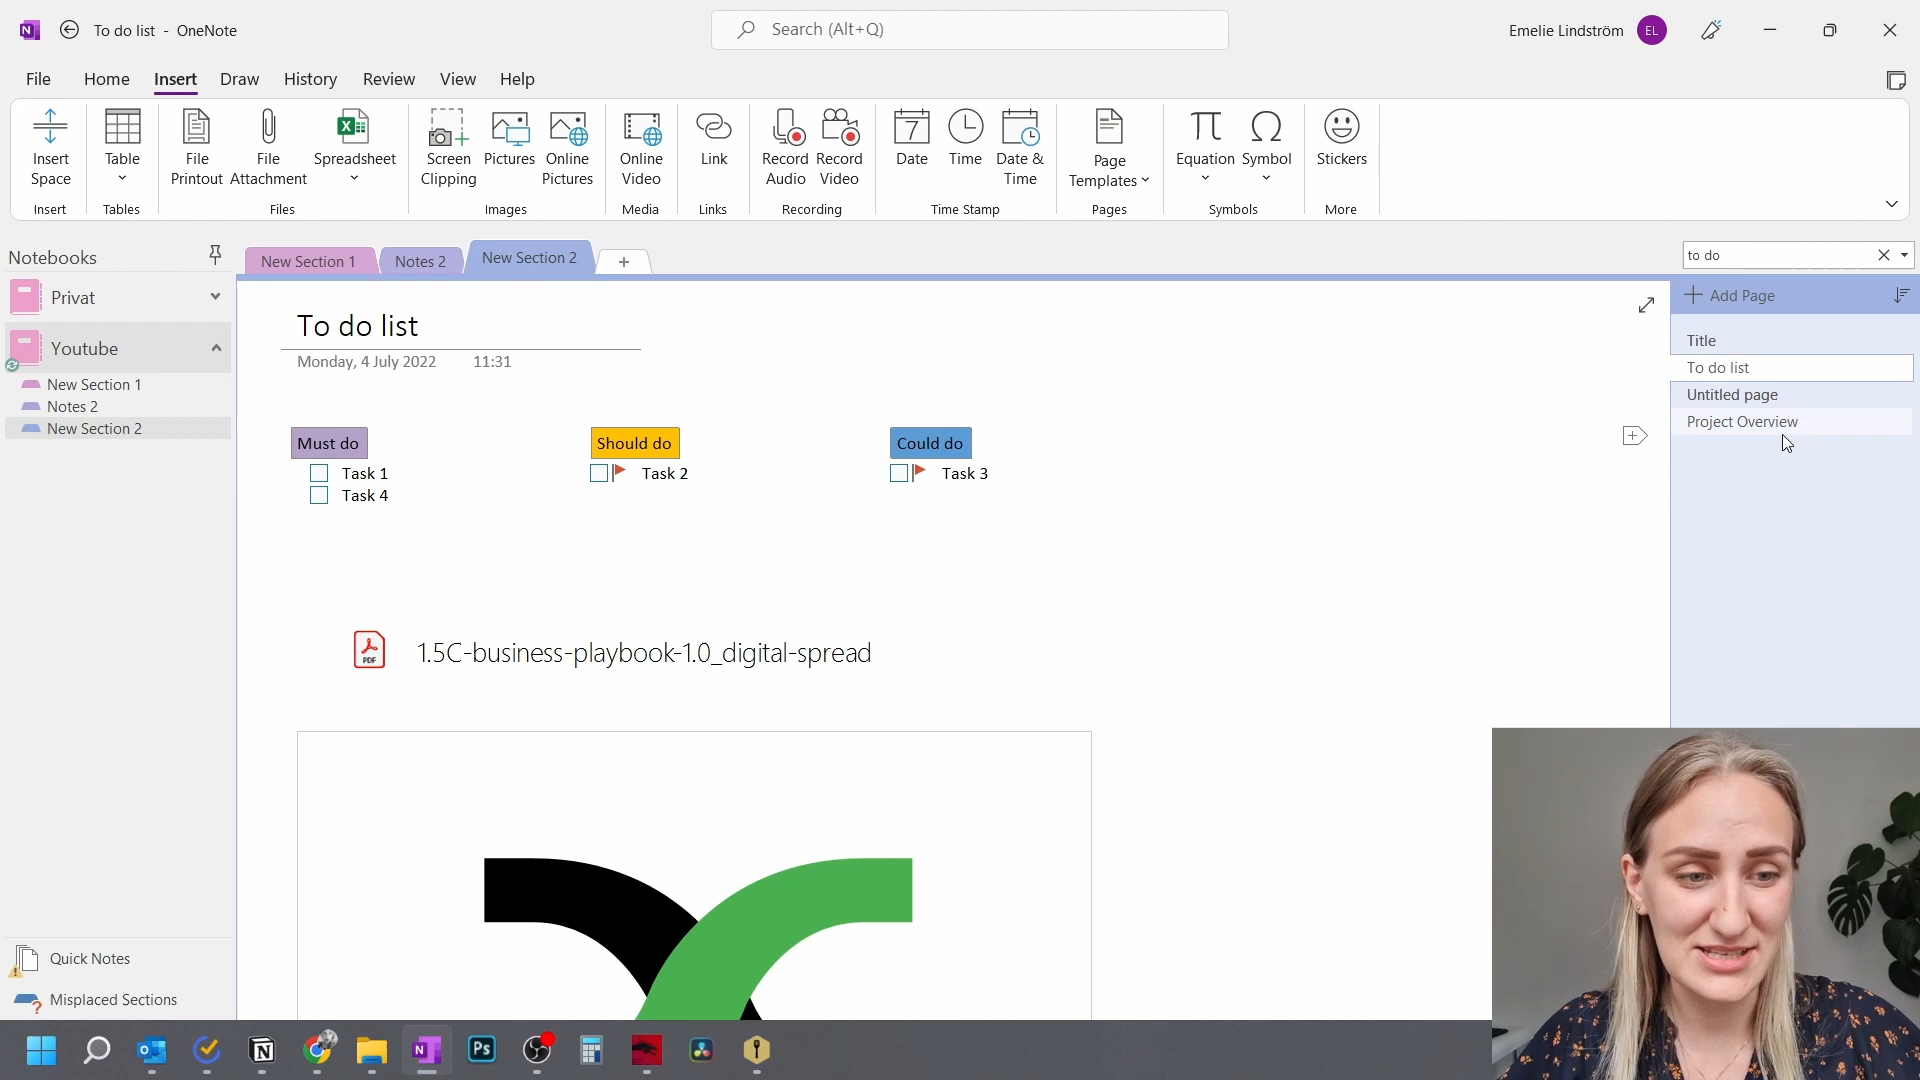 To do list - OneNote
Search (Alt+Q)
Emelie Lindström
EL
File Home Insert Draw History Review View Help
Insert Space
Table
File Printout
File Attachment
Spreadsheet
Screen Clipping
Pictures
Online Pictures
Online Video
Link
Record Audio
Record Video
7
Date
Time
Date & Time
Page Templates
Equation
Symbol
Stickers
Insert
Tables
Files
Images
Media
Links
Recording
Time Stamp
Pages
Symbols
More
Notebooks
Privat
Youtube
New Section 1
Notes 2
New Section 2
New Section 1
Notes 2
New Section 2
to do
Add Page
Title
To do list
Untitled page
Project Overview
To do list
Monday, 4 July 2022 11:31
Must do
Task 1
Task 4
Should do
Task 2
Could do
Task 3
PDF
1.5C-business-playbook-1.0_digital-spread
Quick Notes
Misplaced Sections
N
N
Ps